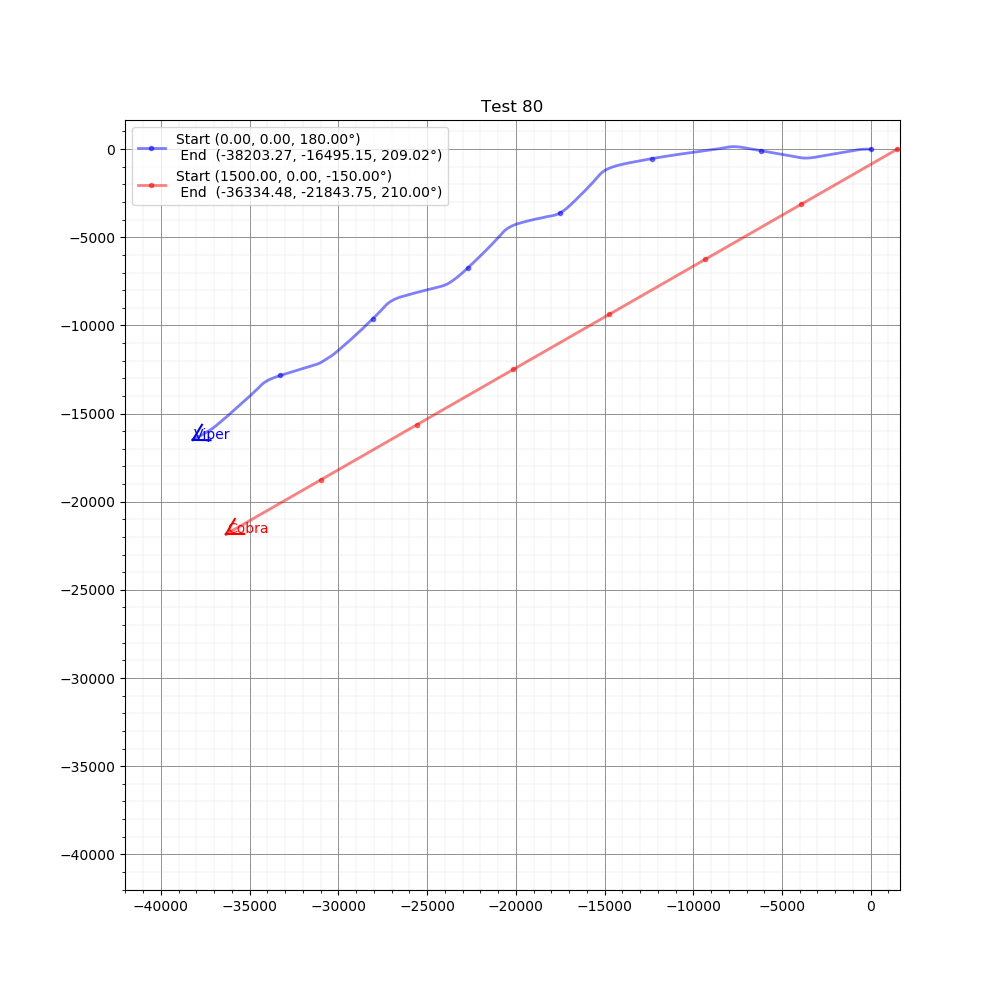 Test 80
Start (0.00, 0.00, 180.00°)
End  (-38203.27, -16495.15, 209.02°)
Start (1500.00, 0.00, -150.00°)
End  (-36334.48, -21843.75, 210.00°)
0
−5000
−10000
−15000
−20000
−25000
−30000
−35000
−40000
Viper
Cobra
−40000 −35000 −30000 −25000 −20000 −15000 −10000 −5000 0